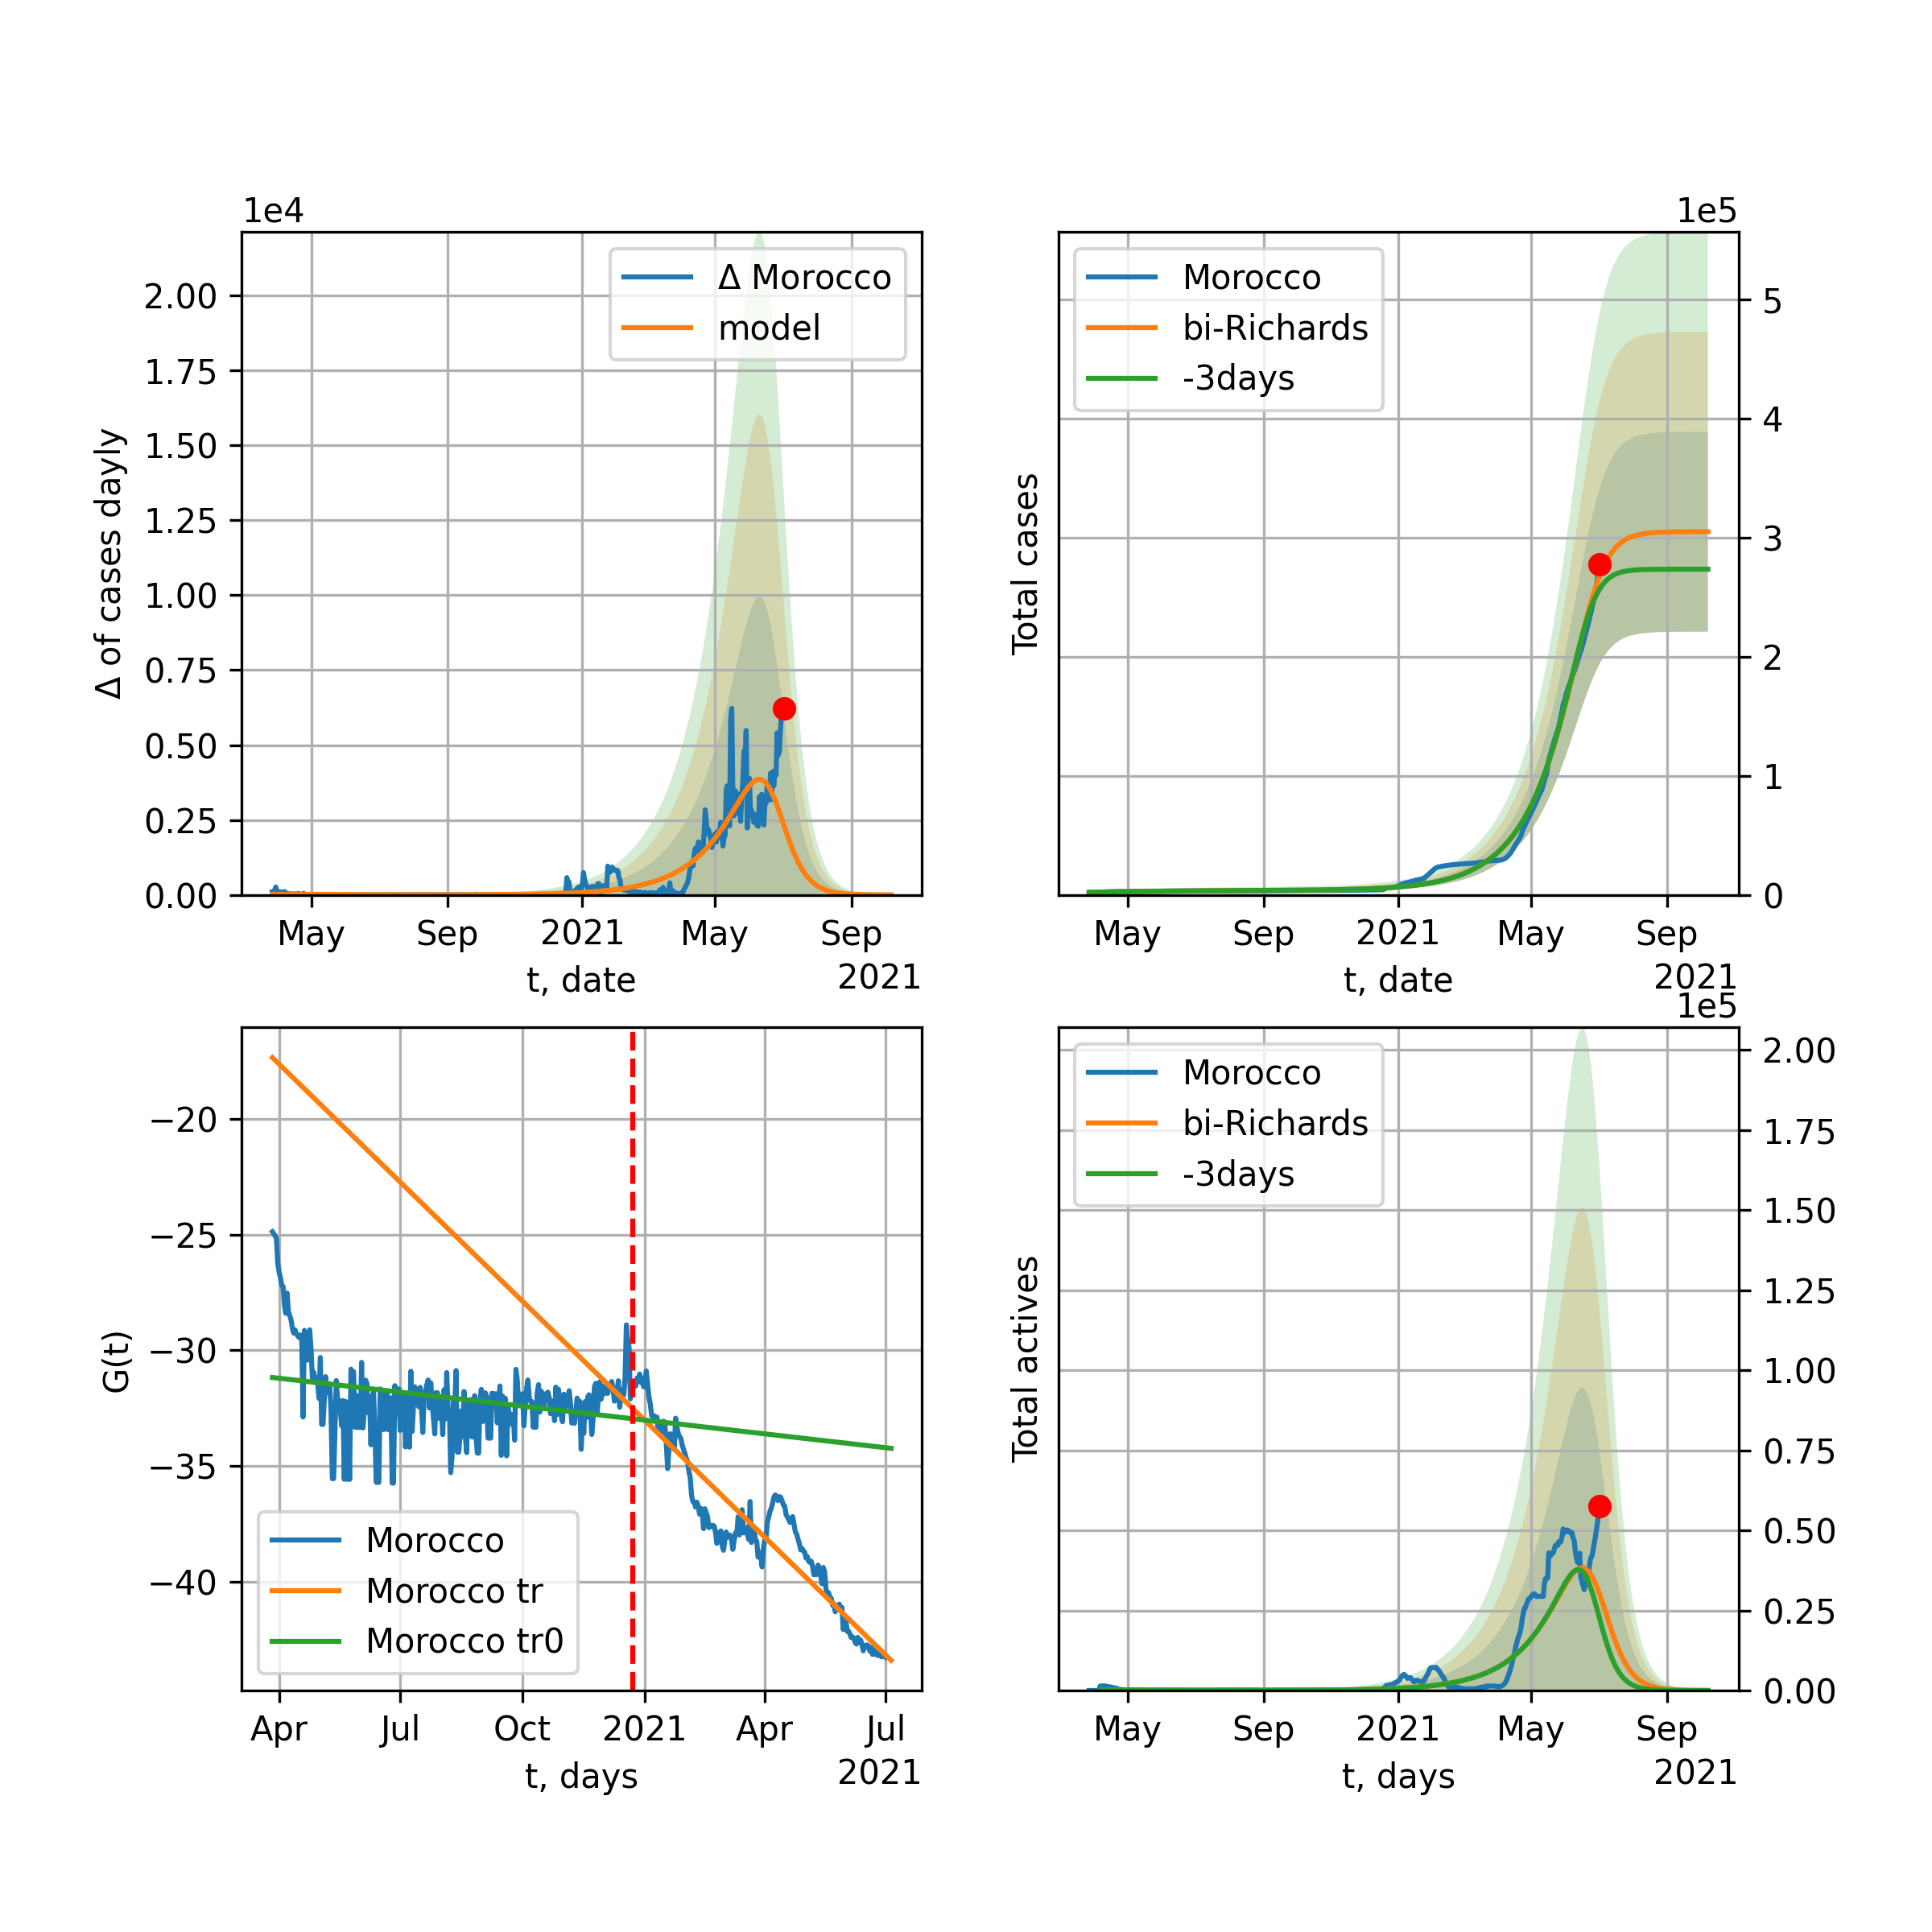 1e4
Δ of cases dayly
2.00
1.75
1.50
1.25
1.00
0.75
0.50
0.25
0.00
Δ Morocco
model
May Sep 2021 May Sep
t, date
2021
1e5
Total cases
Morocco
bi-Richards
-3days
5
4
3
2
1
0
May Sep 2021 May Sep
t, date
2021
G(t)
−20
−25
−30
−35
−40
Morocco
Morocco tr
Morocco tr0
Apr Jul Oct 2021 Apr Jul
t, days
2021
1e5
Total actives
Morocco
bi-Richards
-3days
2.00
1.75
1.50
1.25
1.00
0.75
0.50
0.25
0.00
May Sep 2021 May Sep
t, days
2021